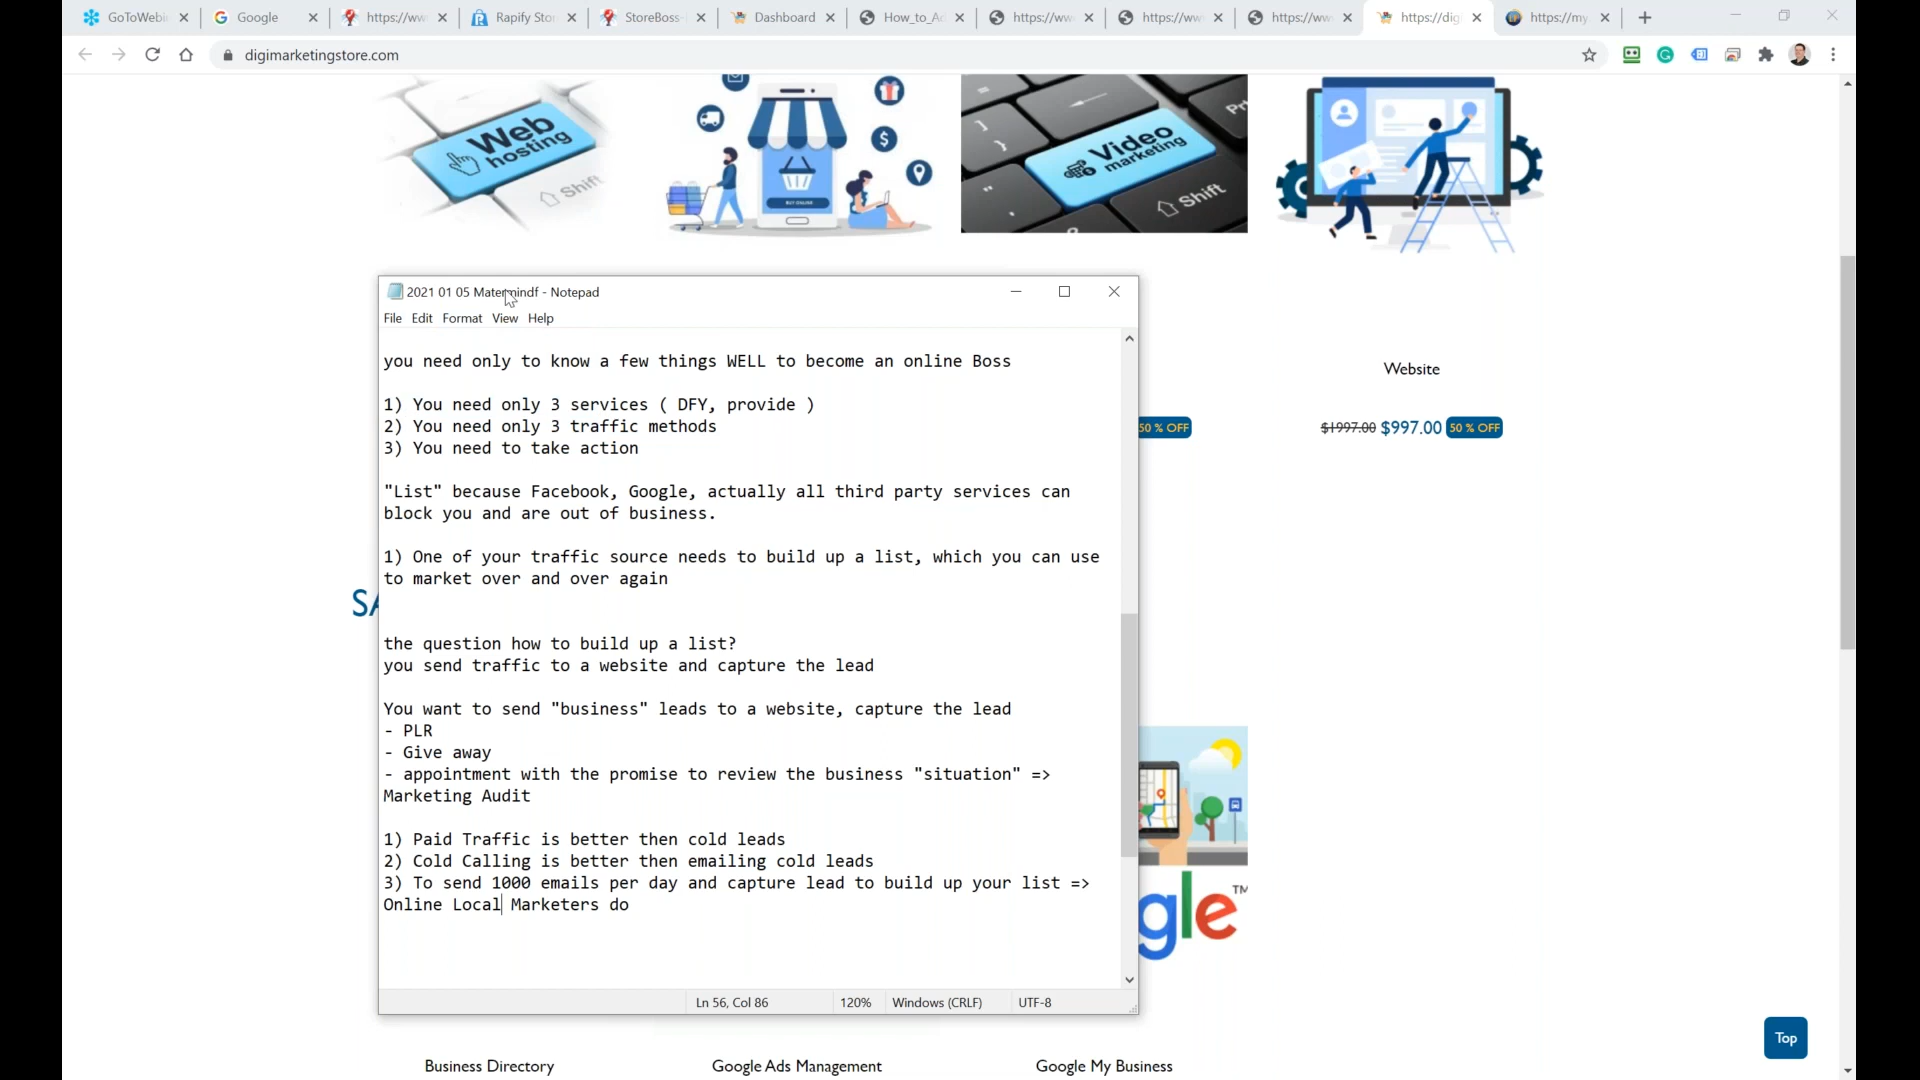 GoToWebi
Google
https://ww
Rapify Sto
StoreBoss-
Dashboard
How_to_A
https://ww
https://ww
https://ww
https://dig
https://my
digimarketingstore.com
Web
hosting
Shift
BUY ONLINE
Video
marketing
Shift
2021 01 05 Matermindf - Notepad
File Edit Format View Help
you need only to know a few things WELL to become an online Boss
1) You need only 3 services ( DFY, provide )
2) You need only 3 traffic methods
3) You need to take action
"List" because Facebook, Google, actually all third party services can
block you and are out of business.
1) One of your traffic source needs to build up a list, which you can use
to market over and over again
the question how to build up a list?
you send traffic to a website and capture the lead
You want to send "business" leads to a website, capture the lead
- PLR
- Give away
- appointment with the promise to review the business "situation" =>
Marketing Audit
1) Paid Traffic is better then cold leads
2) Cold Calling is better then emailing cold leads
3) To send 1000 emails per day and capture lead to build up your list =>
Online Local Marketers do
Ln 56, Col 86 120% Windows (CRLF) UTF-8
Website
50 % OFF
$1997.00 $997.00 50 % OFF
SA
gle™
Top
Business Directory
Google Ads Management
Google My Business